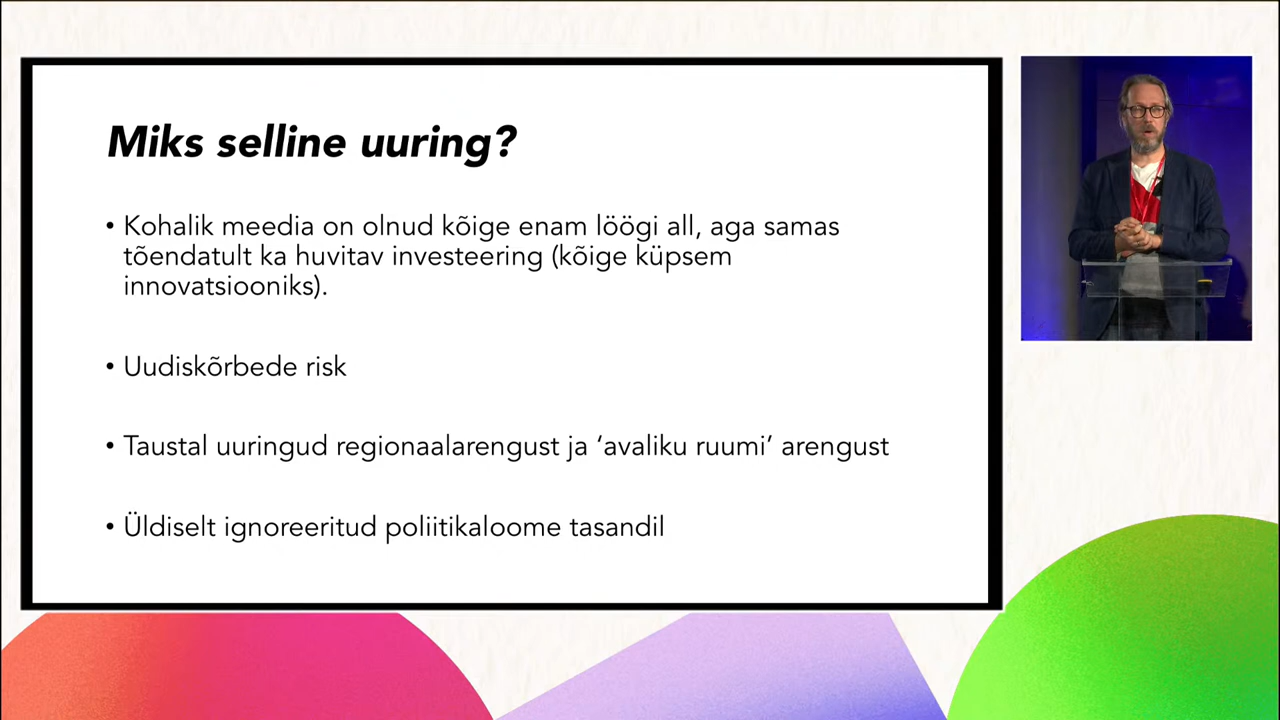 Miks selline uuring?
• Kohalik meedia on olnud kõige enam löögi all, aga samas
tõendatult ka huvitav investeering (kõige küpsem
innovatsiooniks).
• Uudiskõrbede risk
• Taustal uuringud regionaalarengust ja ‘avaliku ruumi’ arengust
• Üldiselt ignoreeritud poliitikaloome tasandil